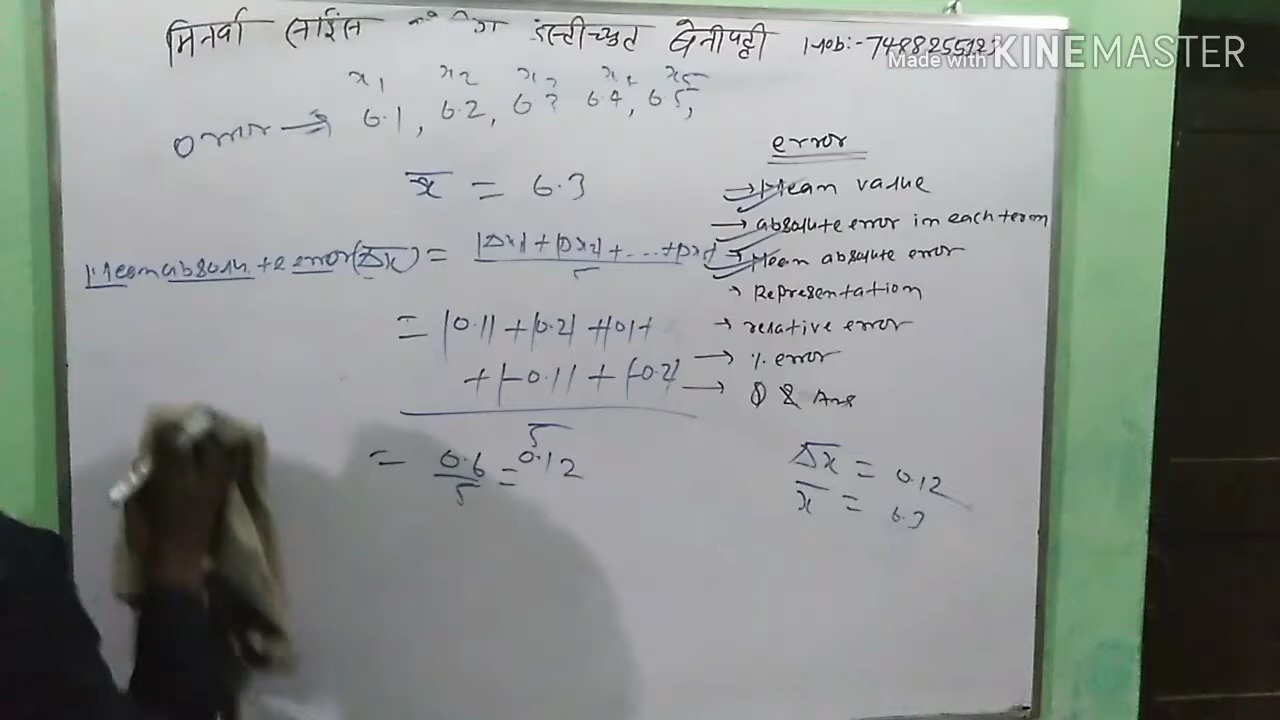 मिनर्वा साइंस इंस्टीच्युट बेनीपट्टी Mob:- 7488255123
Made with KINEMASTER
x₁ x₂ x₃ x₄ x₅
6.1, 6.2, 6.3 6.4, 6.5,
error
x̄ = 6.3
→ Mean value
→ absolute error in each term
Mean absolute error (Δx̄) = |Δx₁| + |Δx₂| + ... + |Δx₅| / 5
→ Mean absolute error
→ Representation
= |0.1| + |0.2| + |0| +
→ relative error
+ |-0.1| + |-0.2|
→ % error
→ Q & Ans
5
= 0.6/5 = 0.12
Δx̄ = 0.12
x̄ = 6.3